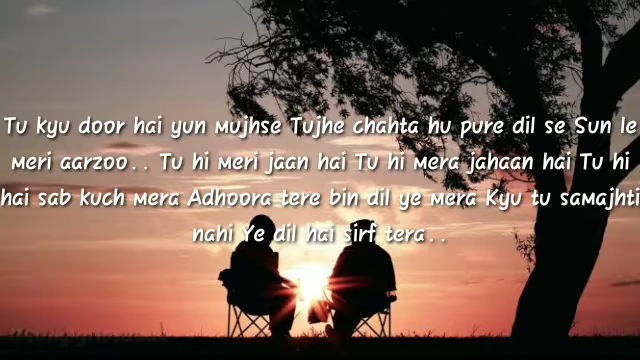 Tu kyu door hai yun mujhse Tujhe chahta hu pure dil se Sun le
meri aarzoo.. Tu hi meri jaan hai Tu hi mera jahaan hai Tu hi
hai sab kuch mera Adhoora tere bin dil ye mera Kyu tu samajhti
nahi Ye dil hai sirf tera..